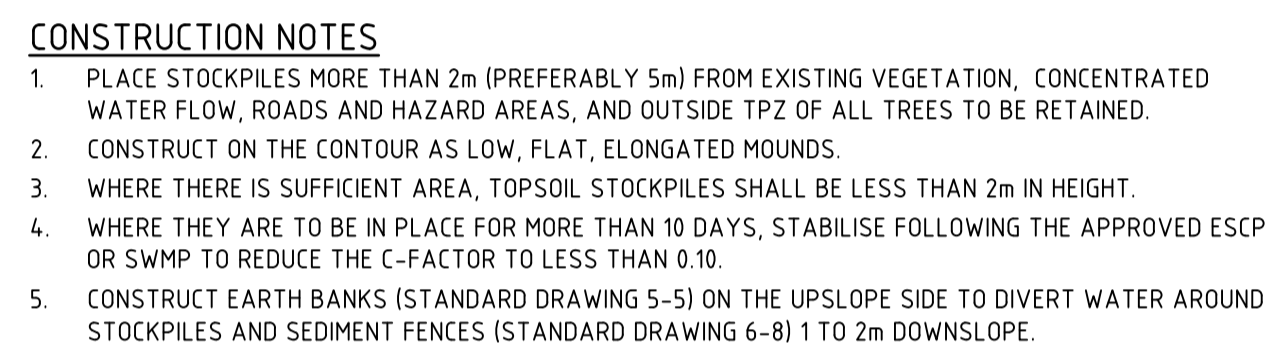 CONSTRUCTION NOTES
1. PLACE STOCKPILES MORE THAN 2m (PREFERABLY 5m) FROM EXISTING VEGETATION, CONCENTRATED
WATER FLOW, ROADS AND HAZARD AREAS, AND OUTSIDE TPZ OF ALL TREES TO BE RETAINED.
2. CONSTRUCT ON THE CONTOUR AS LOW, FLAT, ELONGATED MOUNDS.
3. WHERE THERE IS SUFFICIENT AREA, TOPSOIL STOCKPILES SHALL BE LESS THAN 2m IN HEIGHT.
4. WHERE THEY ARE TO BE IN PLACE FOR MORE THAN 10 DAYS, STABILISE FOLLOWING THE APPROVED ESCP
OR SWMP TO REDUCE THE C-FACTOR TO LESS THAN 0.10.
5. CONSTRUCT EARTH BANKS (STANDARD DRAWING 5-5) ON THE UPSLOPE SIDE TO DIVERT WATER AROUND
STOCKPILES AND SEDIMENT FENCES (STANDARD DRAWING 6-8) 1 TO 2m DOWNSLOPE.